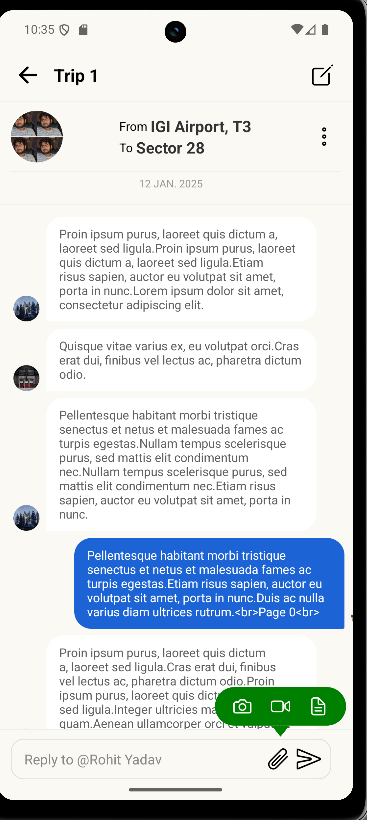 10:35
Trip 1
From IGI Airport, T3
To Sector 28
12 JAN. 2025
Proin ipsum purus, laoreet quis dictum a,
laoreet sed ligula.Proin ipsum purus, laoreet
quis dictum a, laoreet sed ligula.Etiam
risus sapien, auctor eu volutpat sit amet,
porta in nunc.Lorem ipsum dolor sit amet,
consectetur adipiscing elit.
Quisque vitae varius ex, eu volutpat orci.Cras
erat dui, finibus vel lectus ac, pharetra dictum
odio.
Pellentesque habitant morbi tristique
senectus et netus et malesuada fames ac
turpis egestas.Nullam tempus scelerisque
purus, sed mattis elit condimentum
nec.Nullam tempus scelerisque purus, sed
mattis elit condimentum nec.Etiam risus
sapien, auctor eu volutpat sit amet, porta in
nunc.
Pellentesque habitant morbi tristique
senectus et netus et malesuada fames ac
turpis egestas.Etiam risus sapien, auctor eu
volutpat sit amet, porta in nunc.Duis ac nulla
varius diam ultrices rutrum.<br>Page 0<br>
Proin ipsum purus, laoreet quis dictum
a, laoreet sed ligula.Cras erat dui, finibus
vel lectus ac, pharetra dictum odio.Proin
ipsum purus, laoreet quis
sed ligula.Integer ultricies
quam.Aenean ullamcorper orci et
Reply to @Rohit Yadav